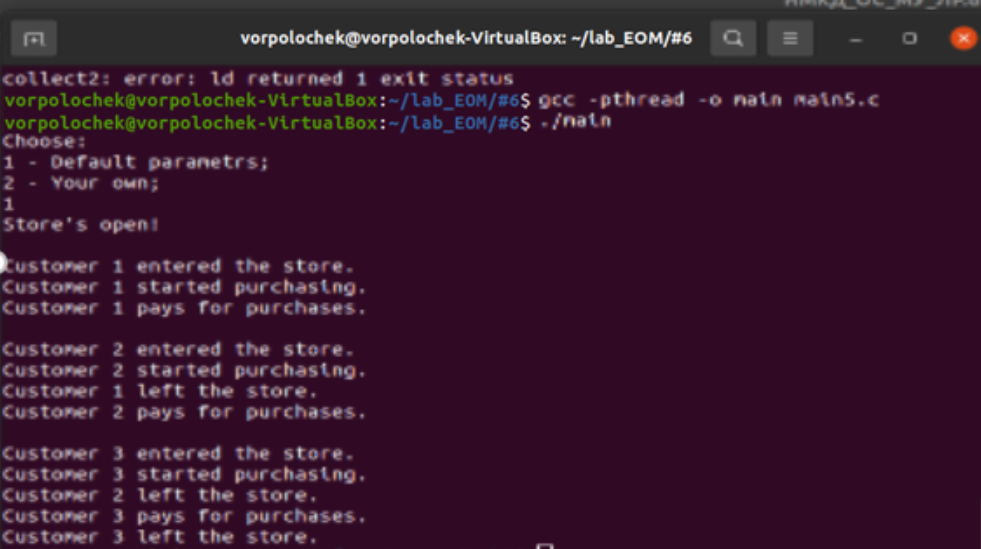 vorpolochek@vorpolochek-VirtualBox: ~/lab_EOM/#6
collect2: error: ld returned 1 exit status
vorpolochek@vorpolochek-VirtualBox:~/lab_EOM/#6$ gcc -pthread -o main main5.c
vorpolochek@vorpolochek-VirtualBox:~/lab_EOM/#6$ ./main
Choose:
1 - Default parametrs;
2 - Your own;
1
Store's open!
Customer 1 entered the store.
Customer 1 started purchasing.
Customer 1 pays for purchases.
Customer 2 entered the store.
Customer 2 started purchasing.
Customer 1 left the store.
Customer 2 pays for purchases.
Customer 3 entered the store.
Customer 3 started purchasing.
Customer 2 left the store.
Customer 3 pays for purchases.
Customer 3 left the store.